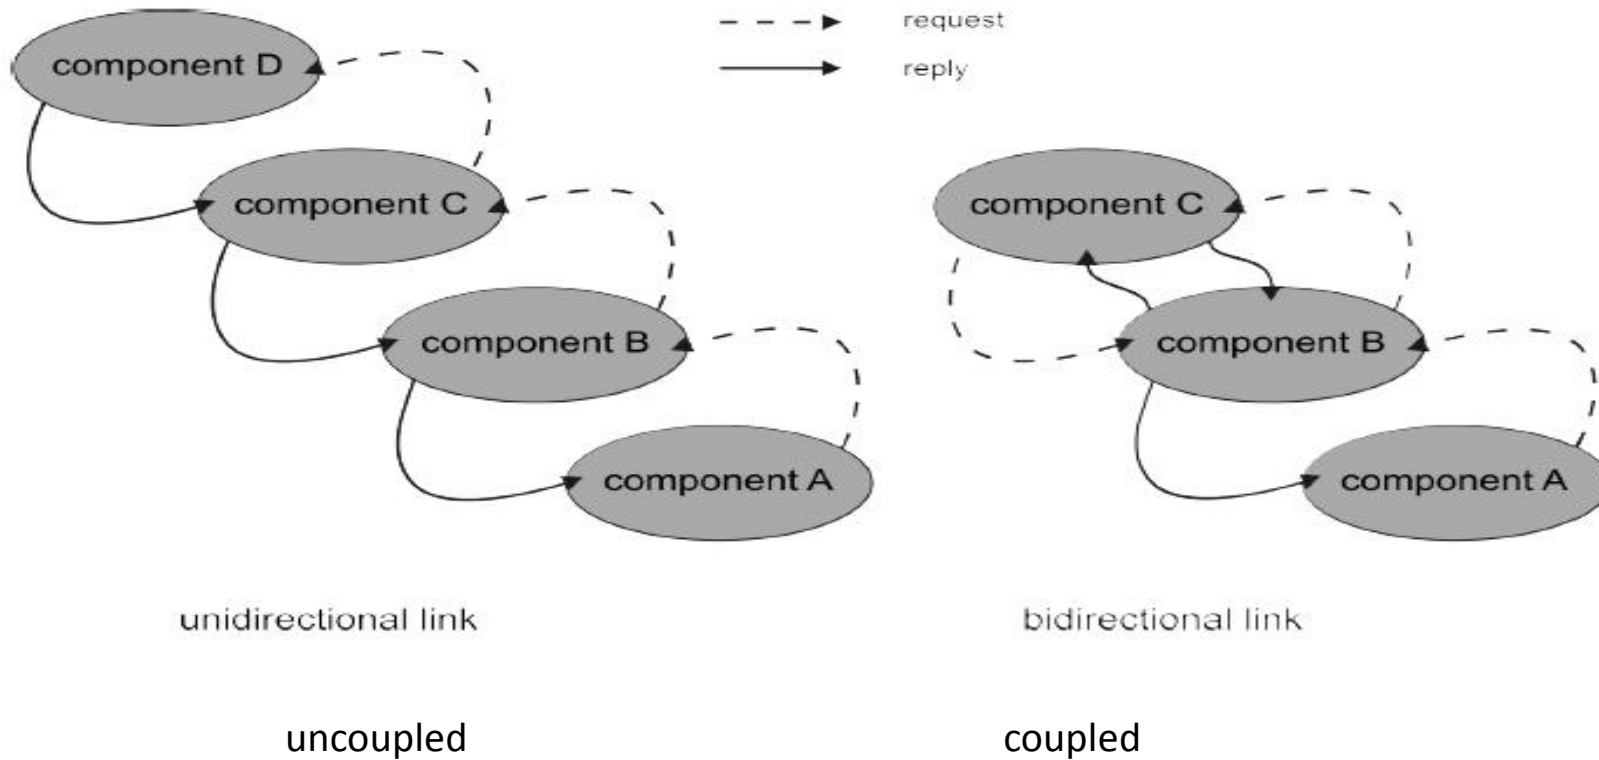 request
reply
component D
component C
component B
component A
component C
component B
component A
unidirectional link
bidirectional link
uncoupled
coupled